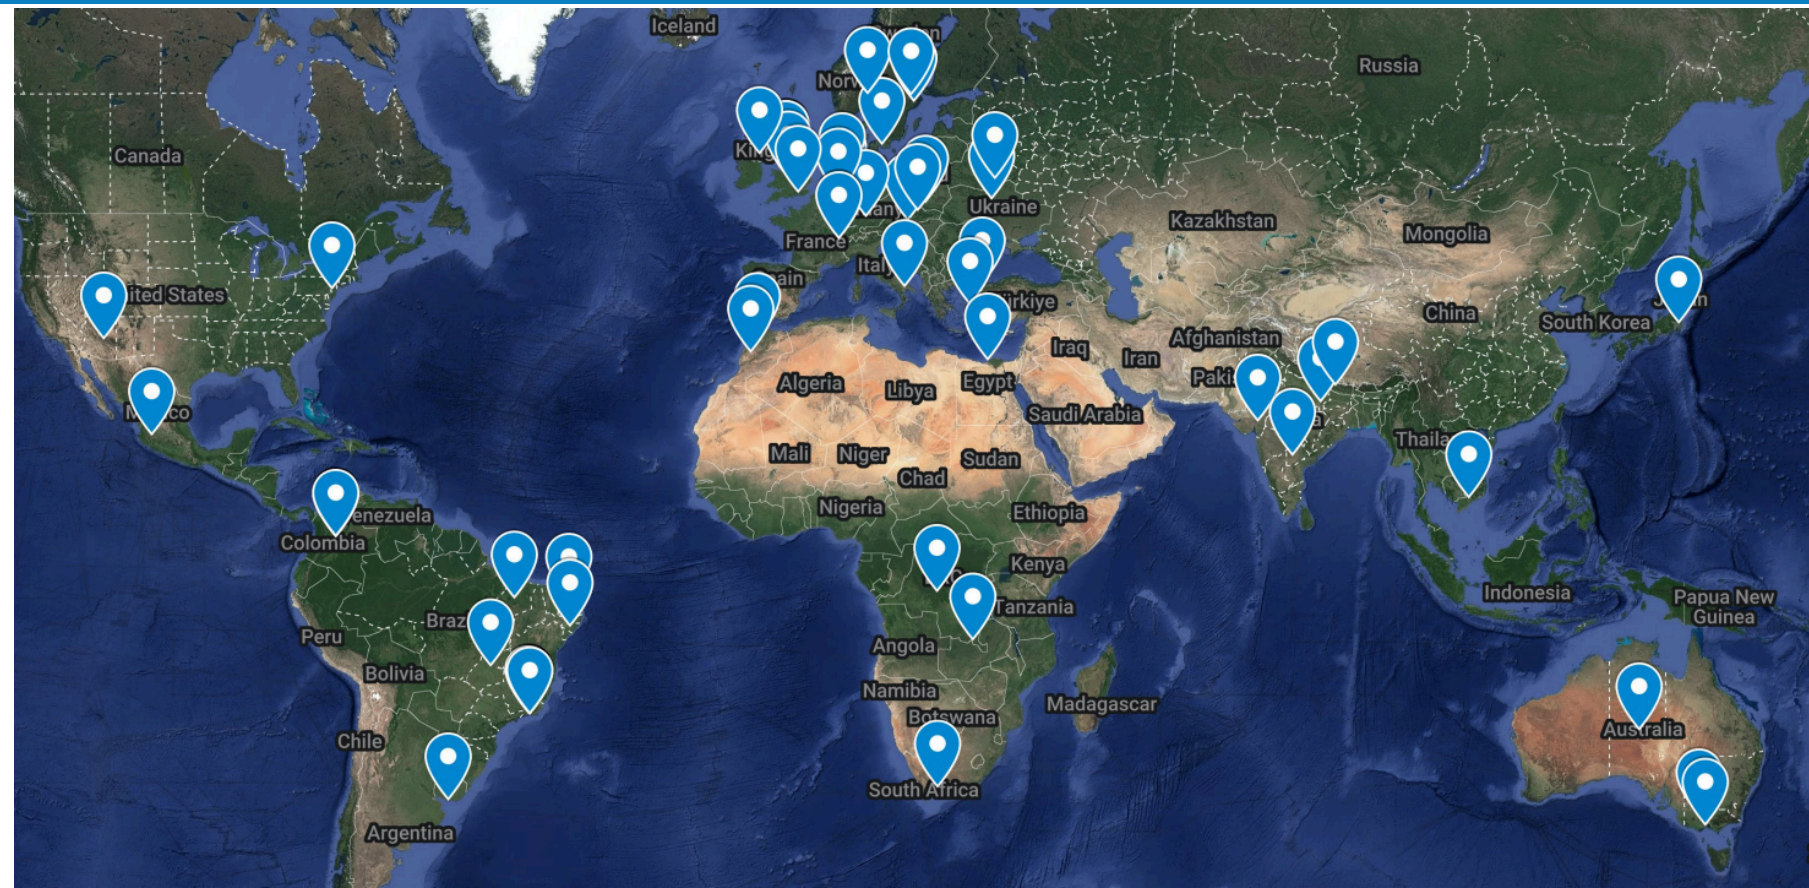 Iceland
Russia
Canada
Ukraine
Kazakhstan
Mongolia
France
Türkiye
China
South Korea
Afghanistan
Iraq
Iran
Algeria
Libya
Egypt
Saudi Arabia
Mali
Niger
Chad
Sudan
Nigeria
Ethiopia
Colombia
Kenya
Tanzania
Indonesia
Papua New
Guinea
Peru
Angola
Bolivia
Namibia
Botswana
Madagascar
Chile
Australia
South Africa
Argentina